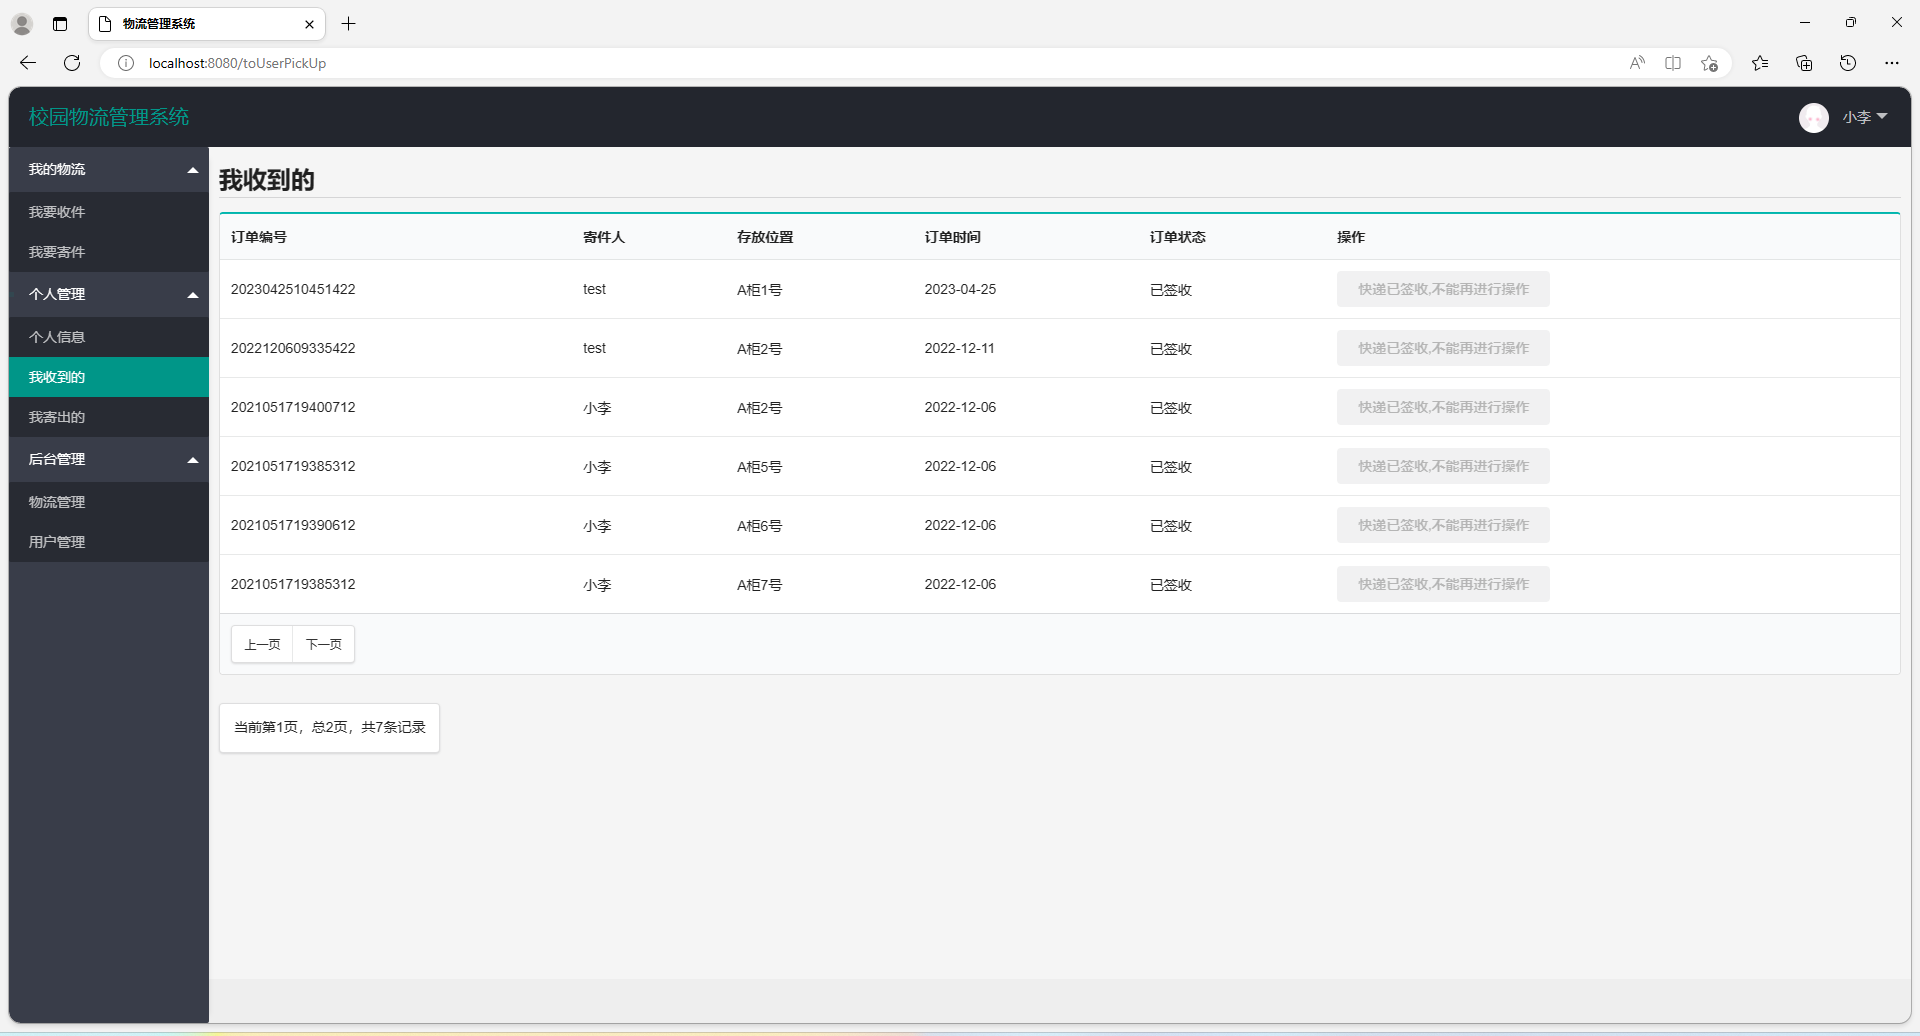 物流管理系统
localhost:8080/toUserPickUp
校园物流管理系统
小李
我的物流
我要收件
我要寄件
个人管理
个人信息
我收到的
我寄出的
后台管理
物流管理
用户管理
我收到的
订单编号 寄件人 存放位置 订单时间 订单状态 操作
2023042510451422 test A柜1号 2023-04-25 已签收 快递已签收,不能再进行操作
2022120609335422 test A柜2号 2022-12-11 已签收 快递已签收,不能再进行操作
2021051719400712 小李 A柜2号 2022-12-06 已签收 快递已签收,不能再进行操作
2021051719385312 小李 A柜5号 2022-12-06 已签收 快递已签收,不能再进行操作
2021051719390612 小李 A柜6号 2022-12-06 已签收 快递已签收,不能再进行操作
2021051719385312 小李 A柜7号 2022-12-06 已签收 快递已签收,不能再进行操作
上一页 下一页
当前第1页，总2页，共7条记录